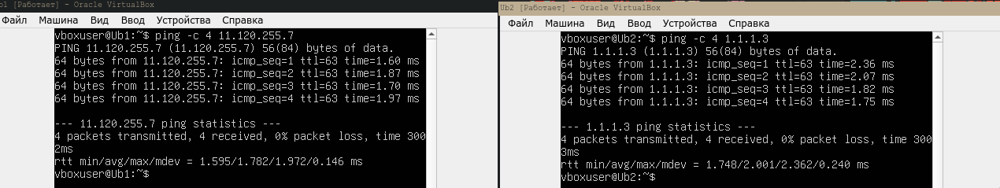 b1 [Работает] - Oracle VirtualBox
Файл Машина Вид Ввод Устройства Справка
vboxuser@Ub1:~$ ping -c 4 11.120.255.7
PING 11.120.255.7 (11.120.255.7) 56(84) bytes of data.
64 bytes from 11.120.255.7: icmp_seq=1 ttl=63 time=1.60 ms
64 bytes from 11.120.255.7: icmp_seq=2 ttl=63 time=1.87 ms
64 bytes from 11.120.255.7: icmp_seq=3 ttl=63 time=1.70 ms
64 bytes from 11.120.255.7: icmp_seq=4 ttl=63 time=1.97 ms
--- 11.120.255.7 ping statistics ---
4 packets transmitted, 4 received, 0% packet loss, time 300
2ms
rtt min/avg/max/mdev = 1.595/1.782/1.972/0.146 ms
vboxuser@Ub1:~$
Ub2 [Работает] - Oracle VirtualBox
Файл Машина Вид Ввод Устройства Справка
vboxuser@Ub2:~$ ping -c 4 1.1.1.3
PING 1.1.1.3 (1.1.1.3) 56(84) bytes of data.
64 bytes from 1.1.1.3: icmp_seq=1 ttl=63 time=2.36 ms
64 bytes from 1.1.1.3: icmp_seq=2 ttl=63 time=2.07 ms
64 bytes from 1.1.1.3: icmp_seq=3 ttl=63 time=1.82 ms
64 bytes from 1.1.1.3: icmp_seq=4 ttl=63 time=1.75 ms
--- 1.1.1.3 ping statistics ---
4 packets transmitted, 4 received, 0% packet loss, time 300
3ms
rtt min/avg/max/mdev = 1.748/2.001/2.362/0.240 ms
vboxuser@Ub2:~$